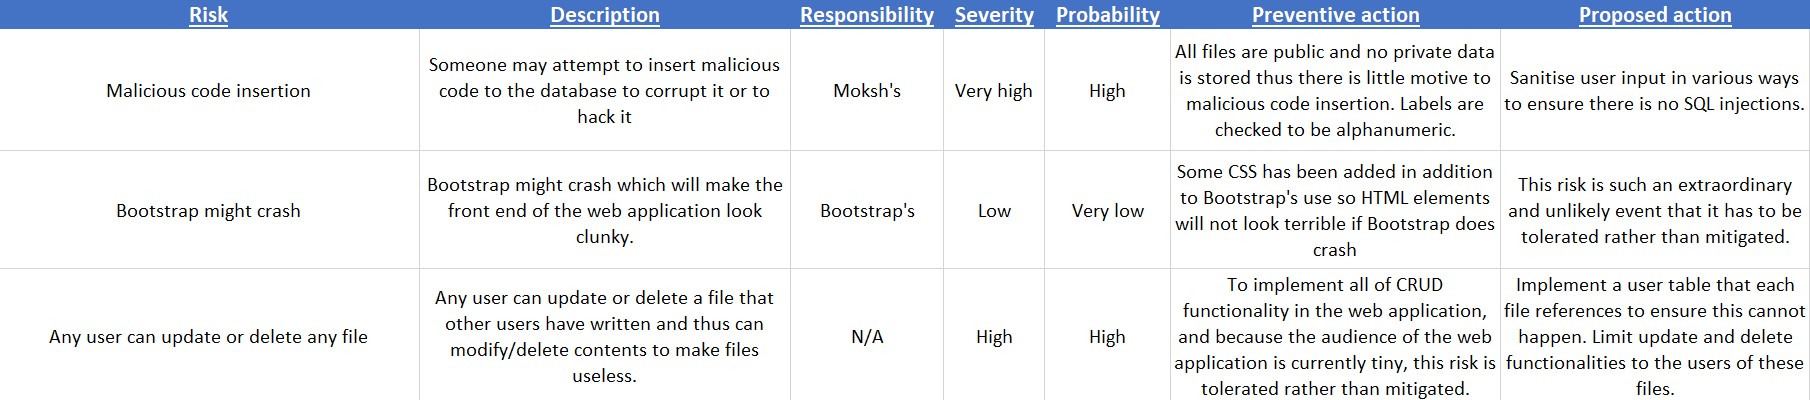 Risk
Description
Responsibility
Severity
Probability
Preventive action
Proposed action
Malicious code insertion
Someone may attempt to insert malicious
code to the database to corrupt it or to
hack it
Moksh's
Very high
High
All files are public and no private data
is stored thus there is little motive to
malicious code insertion. Labels are
checked to be alphanumeric.
Sanitise user input in various ways
to ensure there is no SQL injections.
Bootstrap might crash
Bootstrap might crash which will make the
front end of the web application look
clunky.
Bootstrap's
Low
Very low
Some CSS has been added in addition
to Bootstrap's use so HTML elements
will not look terrible if Bootstrap does
crash
This risk is such an extraordinary
and unlikely event that it has to be
tolerated rather than mitigated.
Any user can update or delete any file
Any user can update or delete a file that
other users have written and thus can
modify/delete contents to make files
useless.
N/A
High
High
To implement all of CRUD
functionality in the web application,
and because the audience of the web
application is currently tiny, this risk is
tolerated rather than mitigated.
Implement a user table that each
file references to ensure this cannot
happen. Limit update and delete
functionalities to the users of these
files.